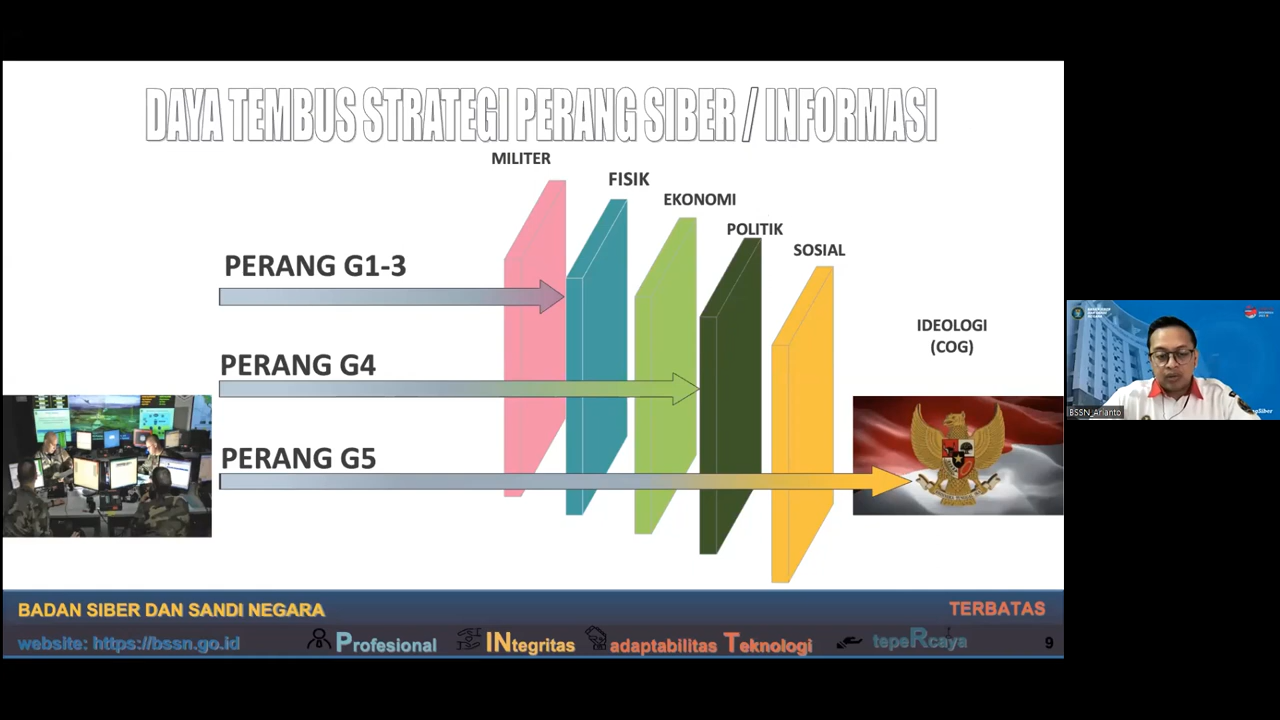 DAYA TEMBUS STRATEGI PERANG SIBER / INFORMASI
MILITER
FISIK
EKONOMI
POLITIK
SOSIAL
PERANG G1-3
IDEOLOGI
(COG)
PERANG G4
PERANG G5
BSSN_Arianto
BADAN SIBER DAN SANDI NEGARA
TERBATAS
website: https://bssn.go.id
Profesional
INtegritas
adaptabilitas Teknologi
tepeRcaya
9